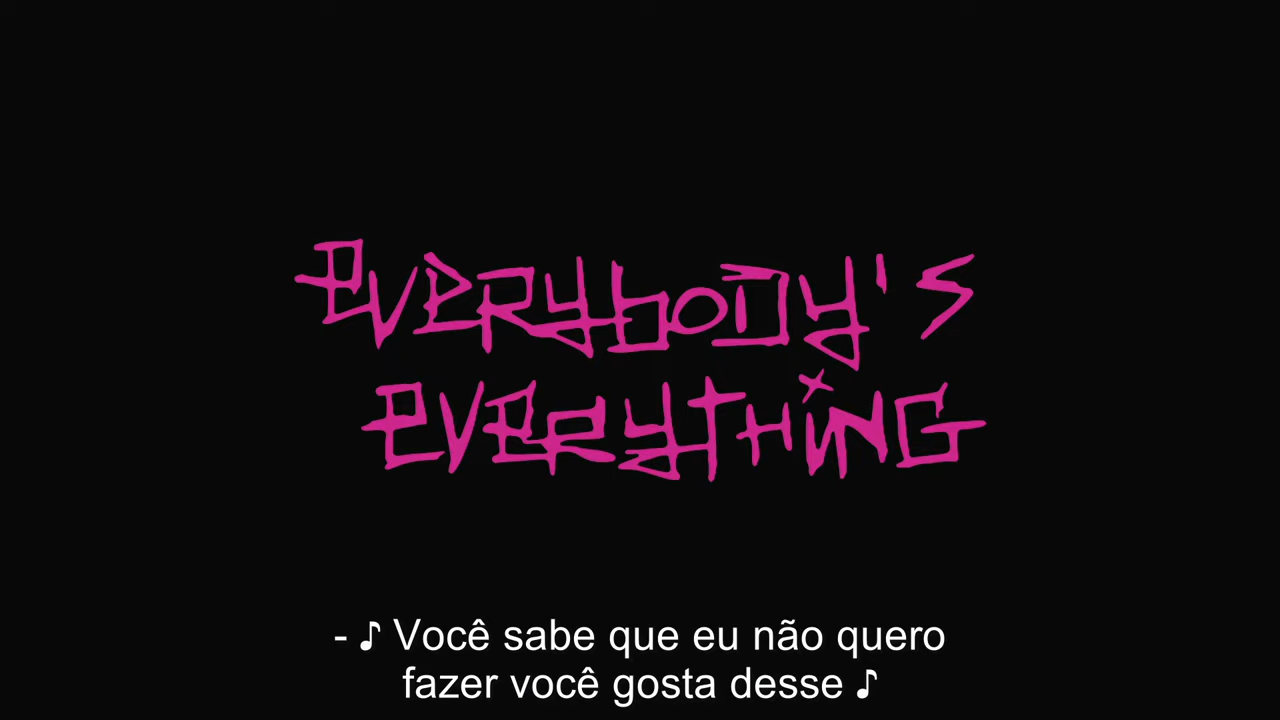 EVERYBODY'S
EVERYTHING
- ♪ Você sabe que eu não quero
fazer você gosta desse ♪